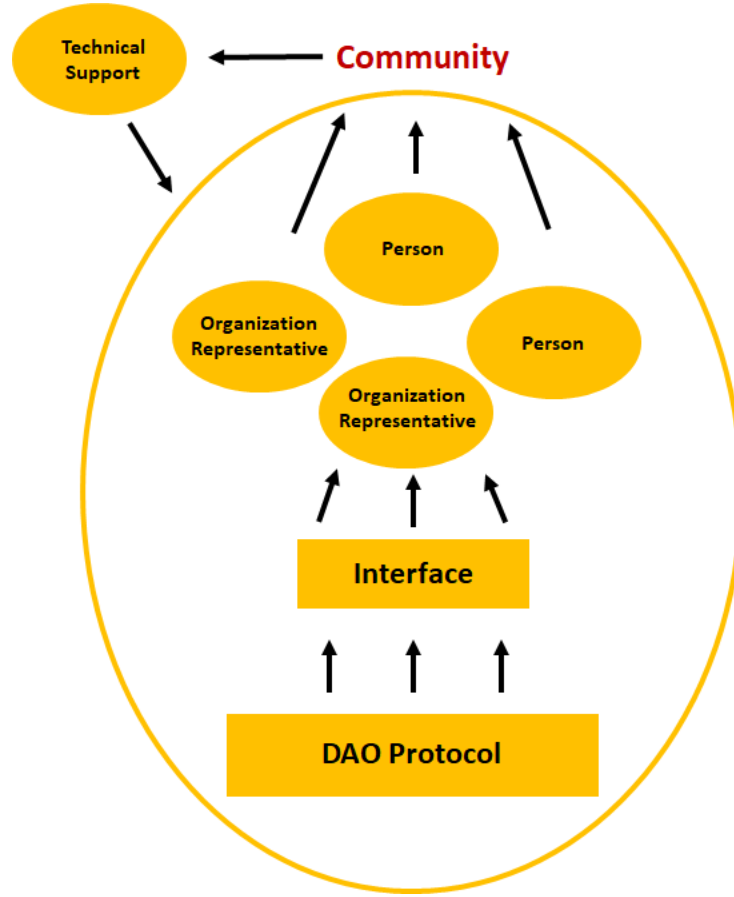 Technical
Support
Community
Person
Organization
Representative
Person
Organization
Representative
Interface
DAO Protocol